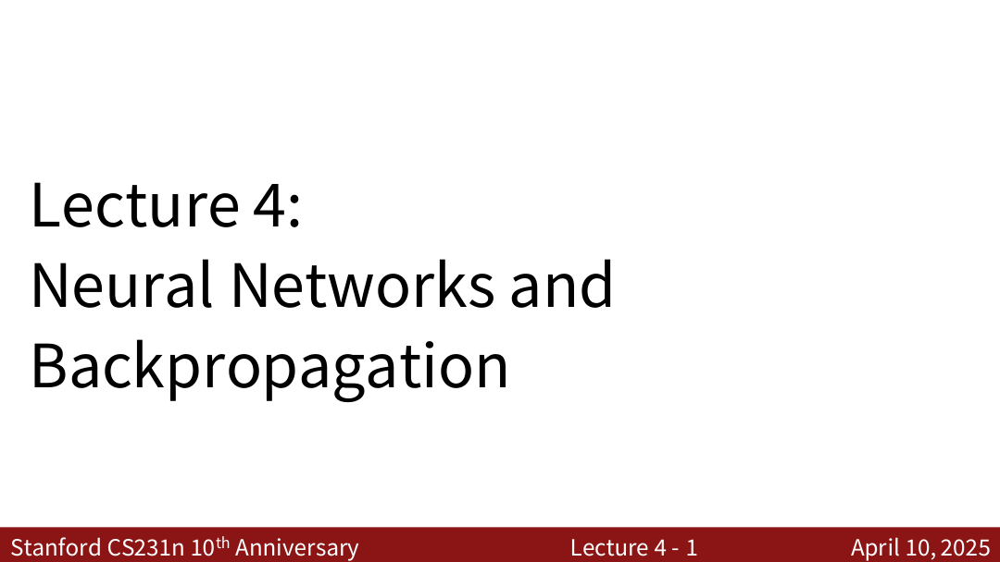 Lecture 4:
Neural Networks and
Backpropagation
Stanford CS231n 10th Anniversary
Lecture 4 - 1
April 10, 2025